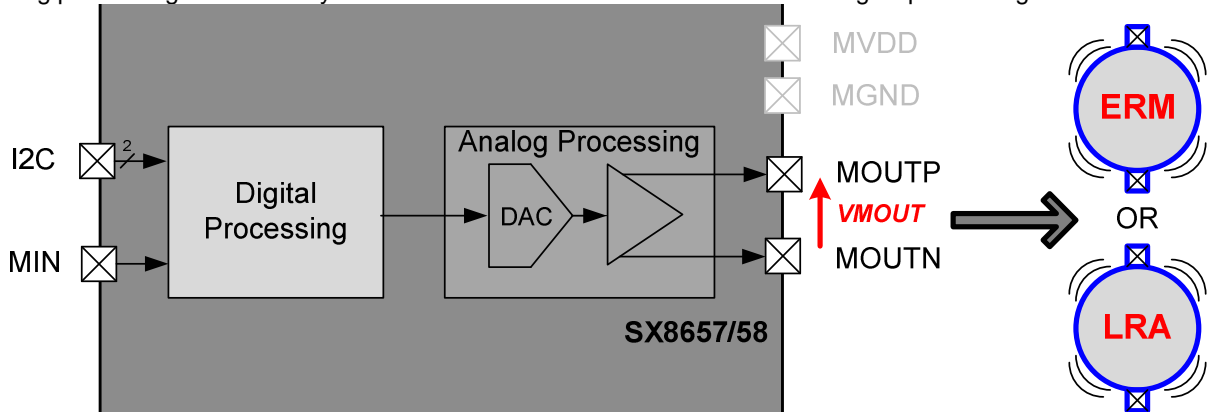 MVDD
MGND
ERM
I2C
2
Digital
Processing
Analog Processing
DAC
MOUTP
VMOUT
MOUTN
OR
MIN
SX8657/58
LRA